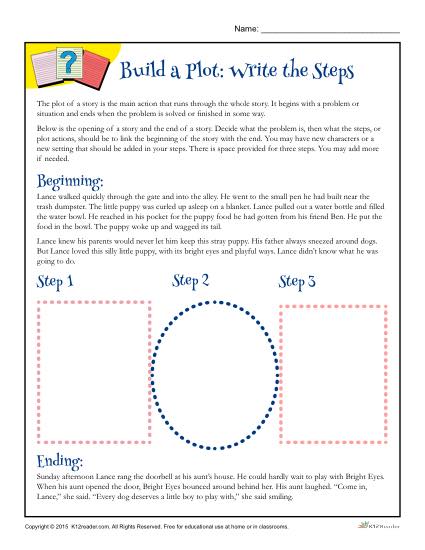 Name: ____________________
?
Build a Plot: Write the Steps
The plot of a story is the main action that runs through the whole story. It begins with a problem or
situation and ends when the problem is solved or finished in some way.
Below is the opening of a story and the end of a story. Decide what the problem is, then what the steps, or
plot actions, should be to link the beginning of the story with the end. You may have new characters or a
new setting that should be added in your steps. There is space provided for three steps. You may add more
if needed.
Beginning:
Lance walked quickly through the gate and into the alley. He went to the small pen he had built near the
trash dumpster. The little puppy was curled up asleep on a blanket. Lance pulled out a water bottle and filled
the water bowl. He reached in his pocket for the puppy food he had gotten from his friend Ben. He put the
food in the bowl. The puppy woke up and wagged its tail.
Lance knew his parents would never let him keep this stray puppy. His father always sneezed around dogs.
But Lance loved this silly little puppy, with its bright eyes and playful ways. Lance didn't know what he was
going to do.
Step 1 Step 2 Step 3
Ending:
Sunday afternoon Lance rang the doorbell at his aunt's house. He could hardly wait to play with Bright Eyes.
When his aunt opened the door, Bright Eyes bounced around behind her. His aunt laughed. "Come in,
Lance," she said. "Every dog deserves a little boy to play with," she said smiling.
Copyright © 2015 K12reader.com. All Rights Reserved. Free for educational use at home or in classrooms.
K12READER